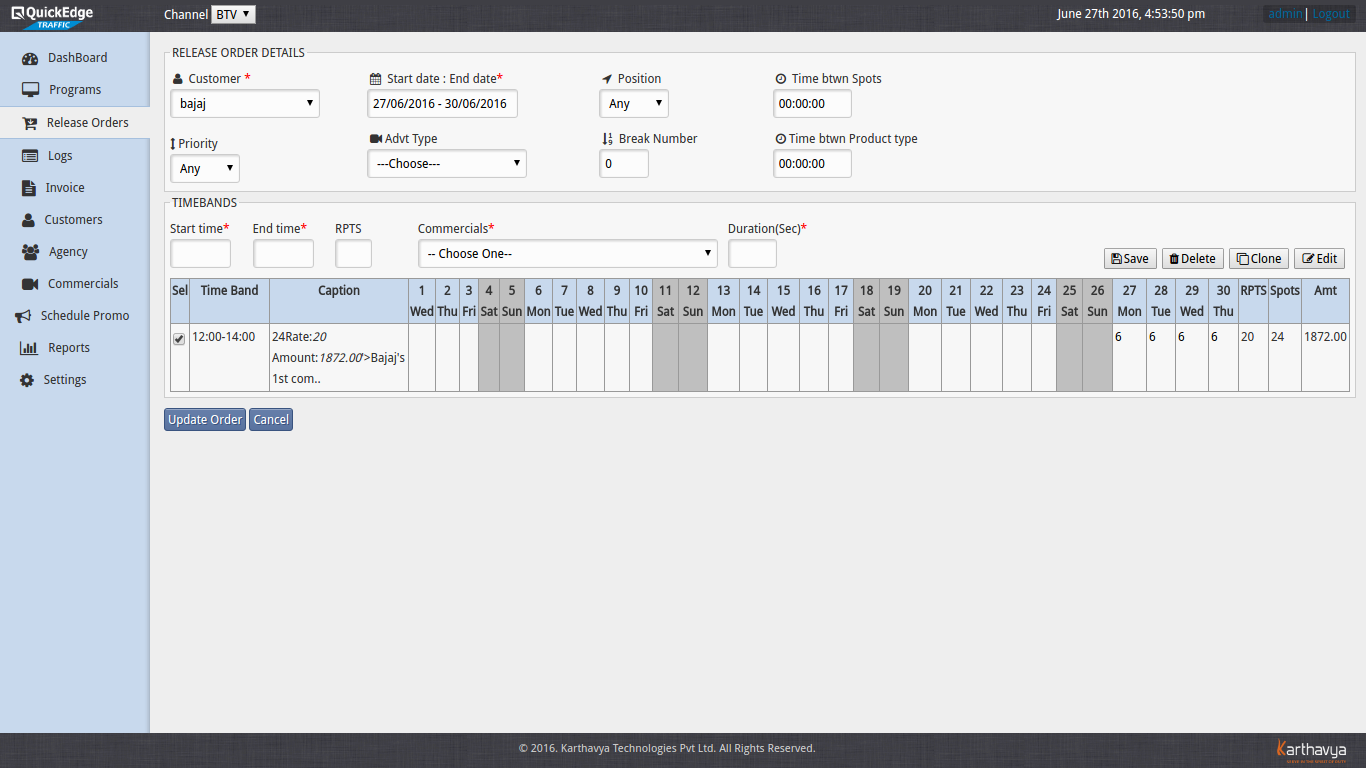 QuickEdge
TRAFFIC
Channel BTV
June 27th 2016, 4:53:50 pm
admin | Logout
DashBoard
Programs
Release Orders
Logs
Invoice
Customers
Agency
Commercials
Schedule Promo
Reports
Settings
RELEASE ORDER DETAILS
Customer * Start date : End date* Position Time btwn Spots
bajaj 27/06/2016 - 30/06/2016 Any 00:00:00
Priority Advt Type Break Number Time btwn Product type
Any ---Choose--- 0 00:00:00
TIMEBANDS
Start time* End time* RPTS Commercials* Duration(Sec)*
-- Choose One--
Save Delete Clone Edit
Sel Time Band Caption 1 2 3 4 5 6 7 8 9 10 11 12 13 14 15 16 17 18 19 20 21 22 23 24 25 26 27 28 29 30 RPTS Spots Amt
Wed Thu Fri Sat Sun Mon Tue Wed Thu Fri Sat Sun Mon Tue Wed Thu Fri Sat Sun Mon Tue Wed Thu Fri Sat Sun Mon Tue Wed Thu
12:00-14:00 24Rate:20 6 6 6 6 20 24 1872.00
Amount:1872.00'>Bajaj's
1st com..
Update Order Cancel
© 2016. Karthavya Technologies Pvt Ltd. All Rights Reserved.
Karthavya